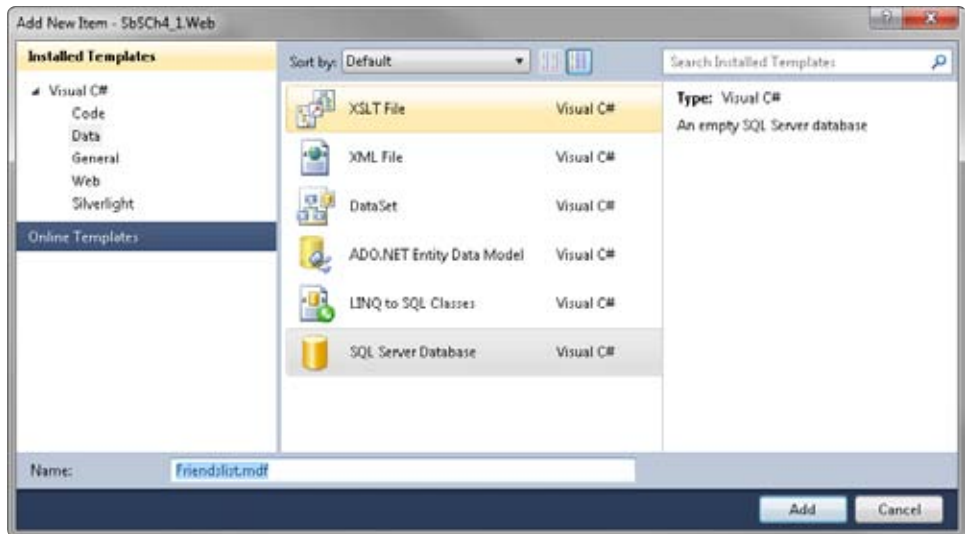 Add New Item - SbSCh4_1.Web
Installed Templates
Visual C#
Code
Data
General
Web
Silverlight
Online Templates
Sort by: Default
XSLT File Visual C#
XML File Visual C#
DataSet Visual C#
ADO.NET Entity Data Model Visual C#
LINQ to SQL Classes Visual C#
SQL Server Database Visual C#
Search Installed Templates
Type: Visual C#
An empty SQL Server database
Name: Friendslist.mdf
Add Cancel